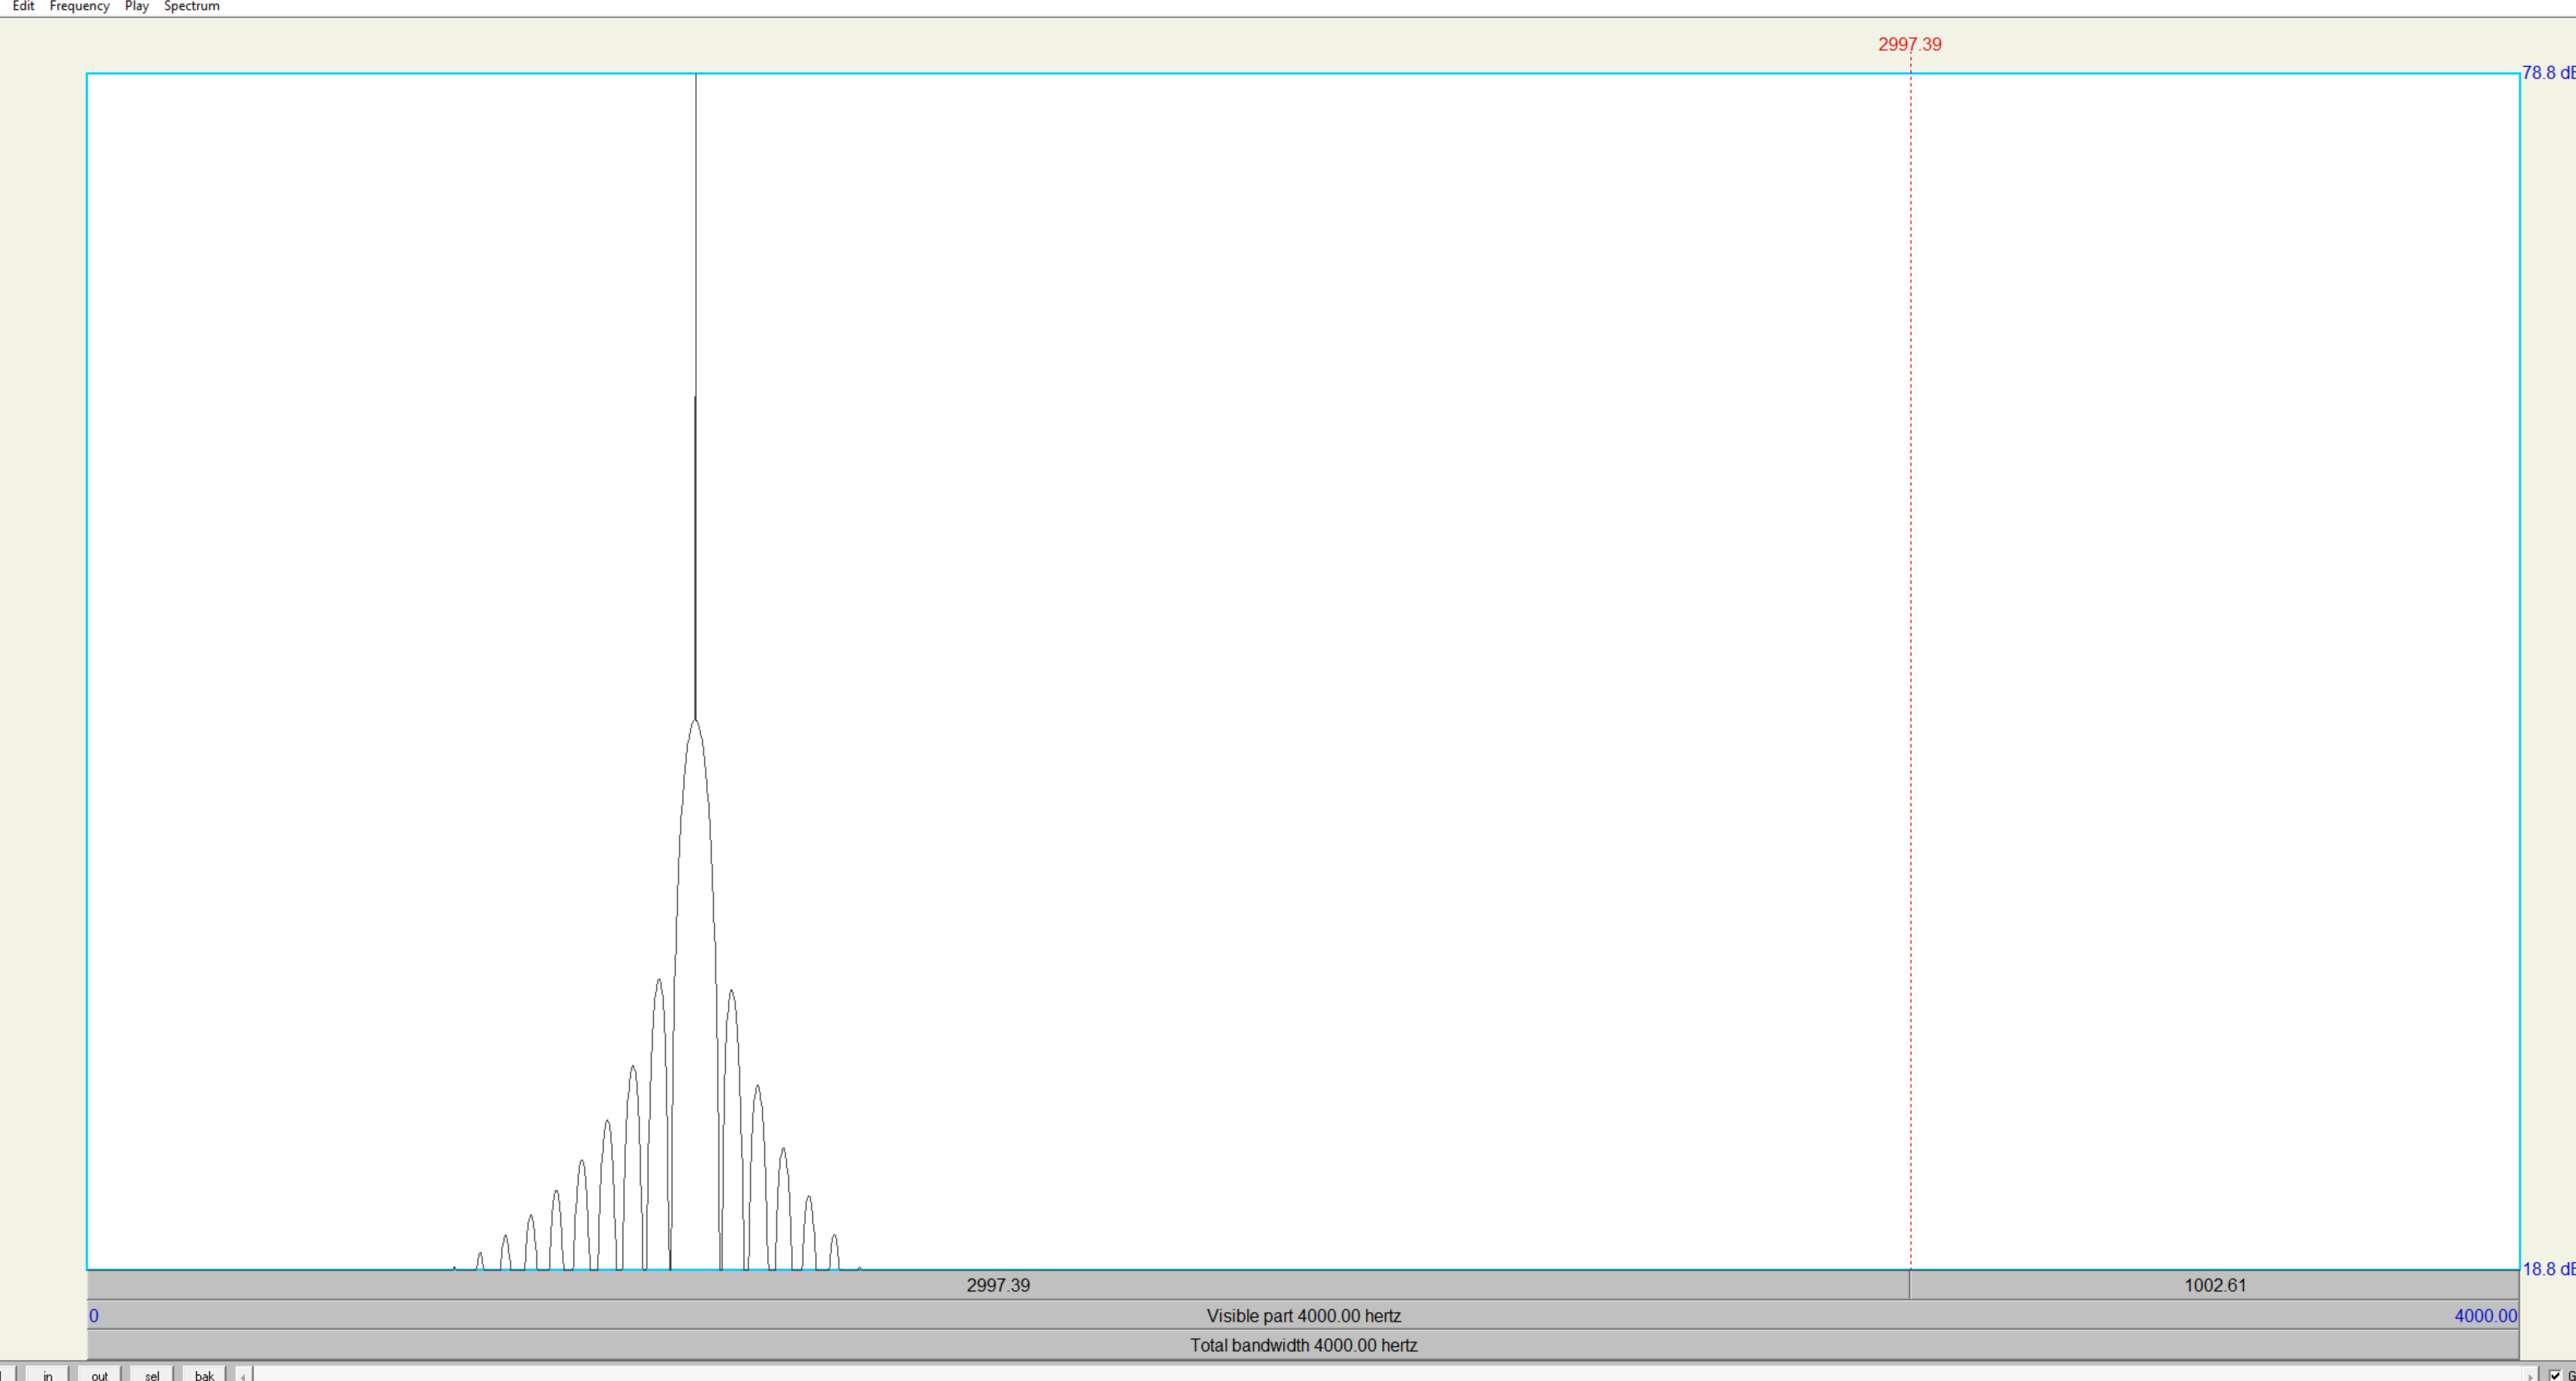 Edit Frequency Play Spectrum
2997.39
78.8 dB
18.8 dB
2997.39 1002.61
0 Visible part 4000.00 hertz 4000.00
Total bandwidth 4000.00 hertz
in out sel bak